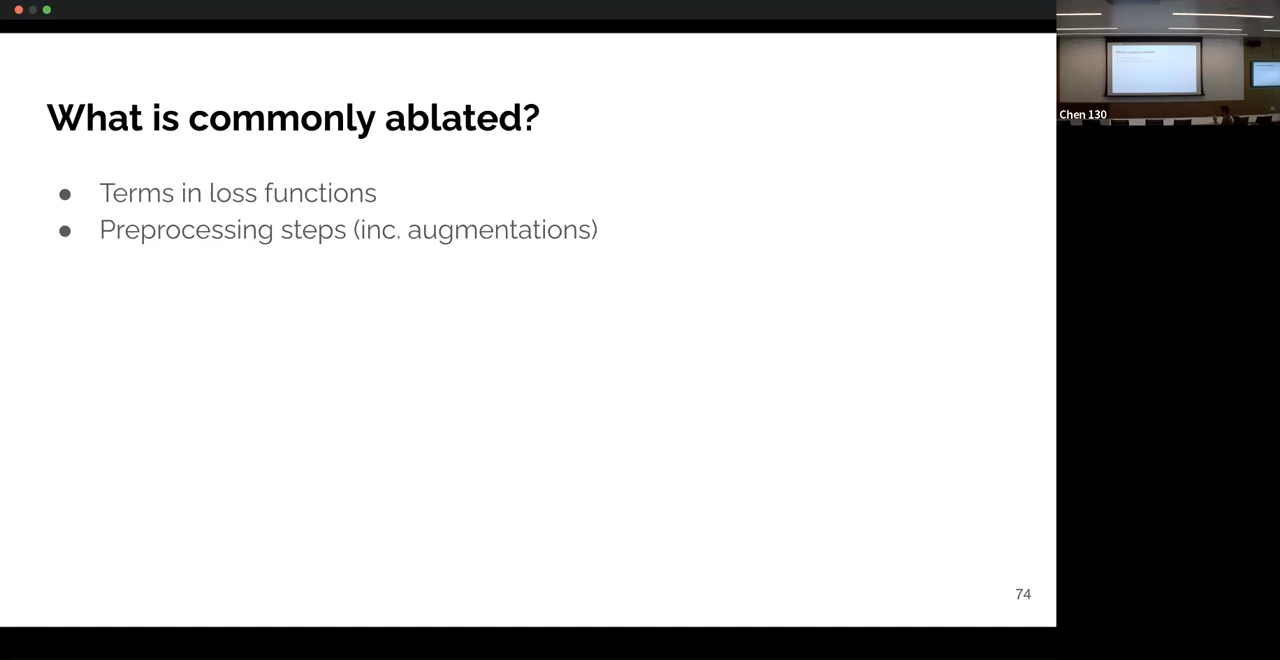 What is commonly ablated?
● Terms in loss functions
● Preprocessing steps (inc. augmentations)
74
Chen 130